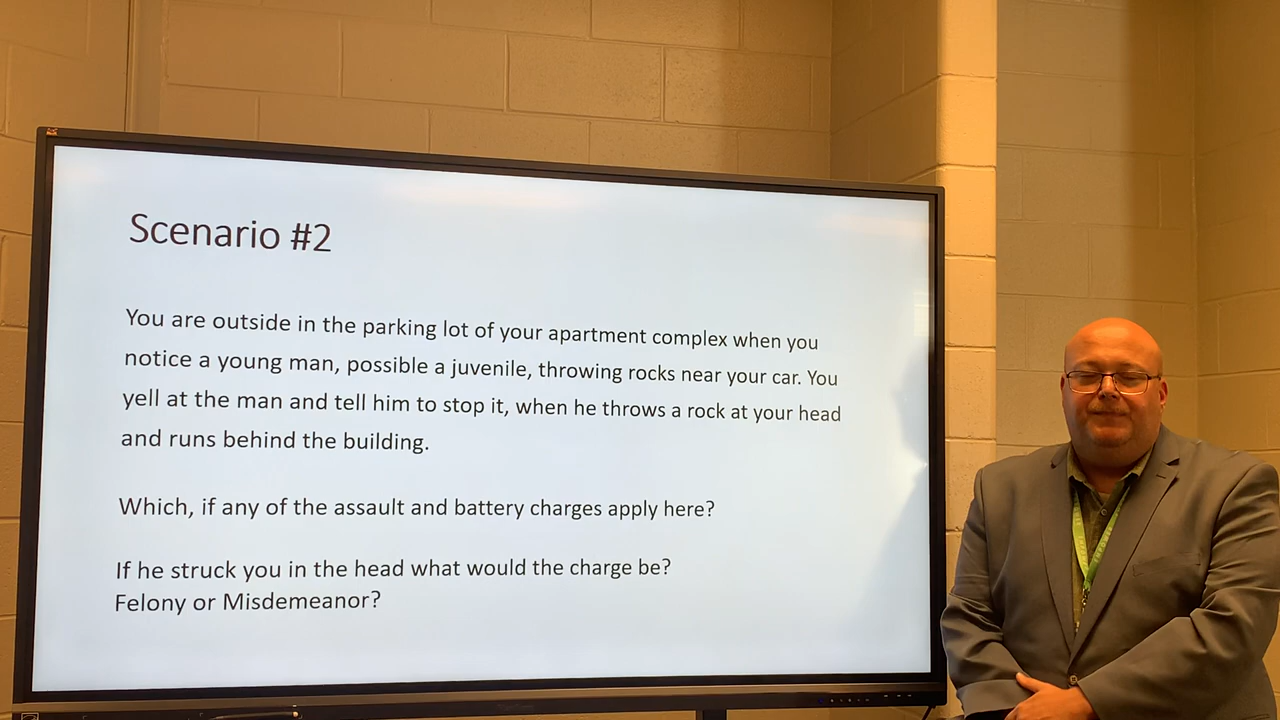 Scenario #2
You are outside in the parking lot of your apartment complex when you
notice a young man, possible a juvenile, throwing rocks near your car. You
yell at the man and tell him to stop it, when he throws a rock at your head
and runs behind the building.
Which, if any of the assault and battery charges apply here?
If he struck you in the head what would the charge be?
Felony or Misdemeanor?